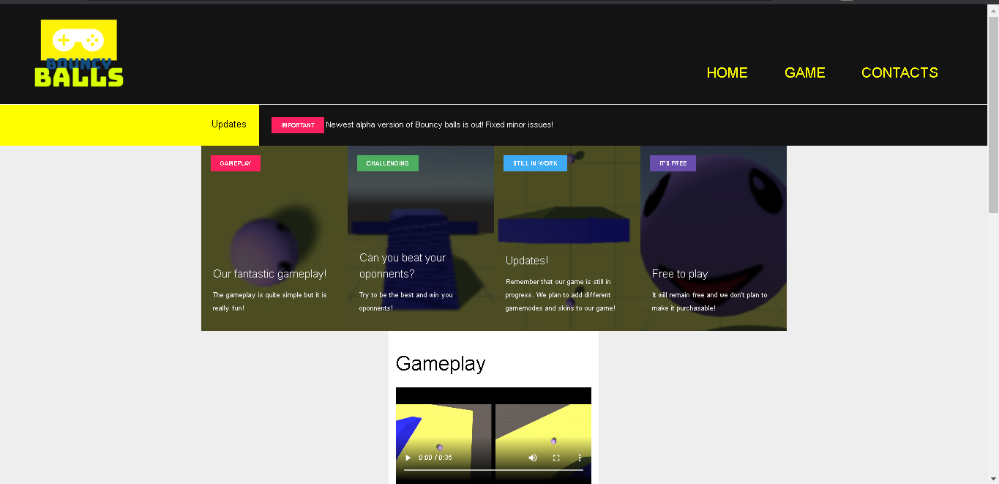 BOUNCY
BALLS
HOME GAME CONTACTS
Updates
IMPORTANT Newest alpha version of Bouncy balls is out! Fixed minor issues!
GAMEPLAY
Our fantastic gameplay!
The gameplay is quite simple but it is
really fun!
CHALLENGING
Can you beat your
oponnents?
Try to be the best and win you
oponnents!
STILL IN WORK
Updates!
Remember that our game is still in
progress. We plan to add different
gamemodes and skins to our game!
IT'S FREE
Free to play
It will remain free and we don't plan to
make it purchasable!
Gameplay
0:00 / 0:35